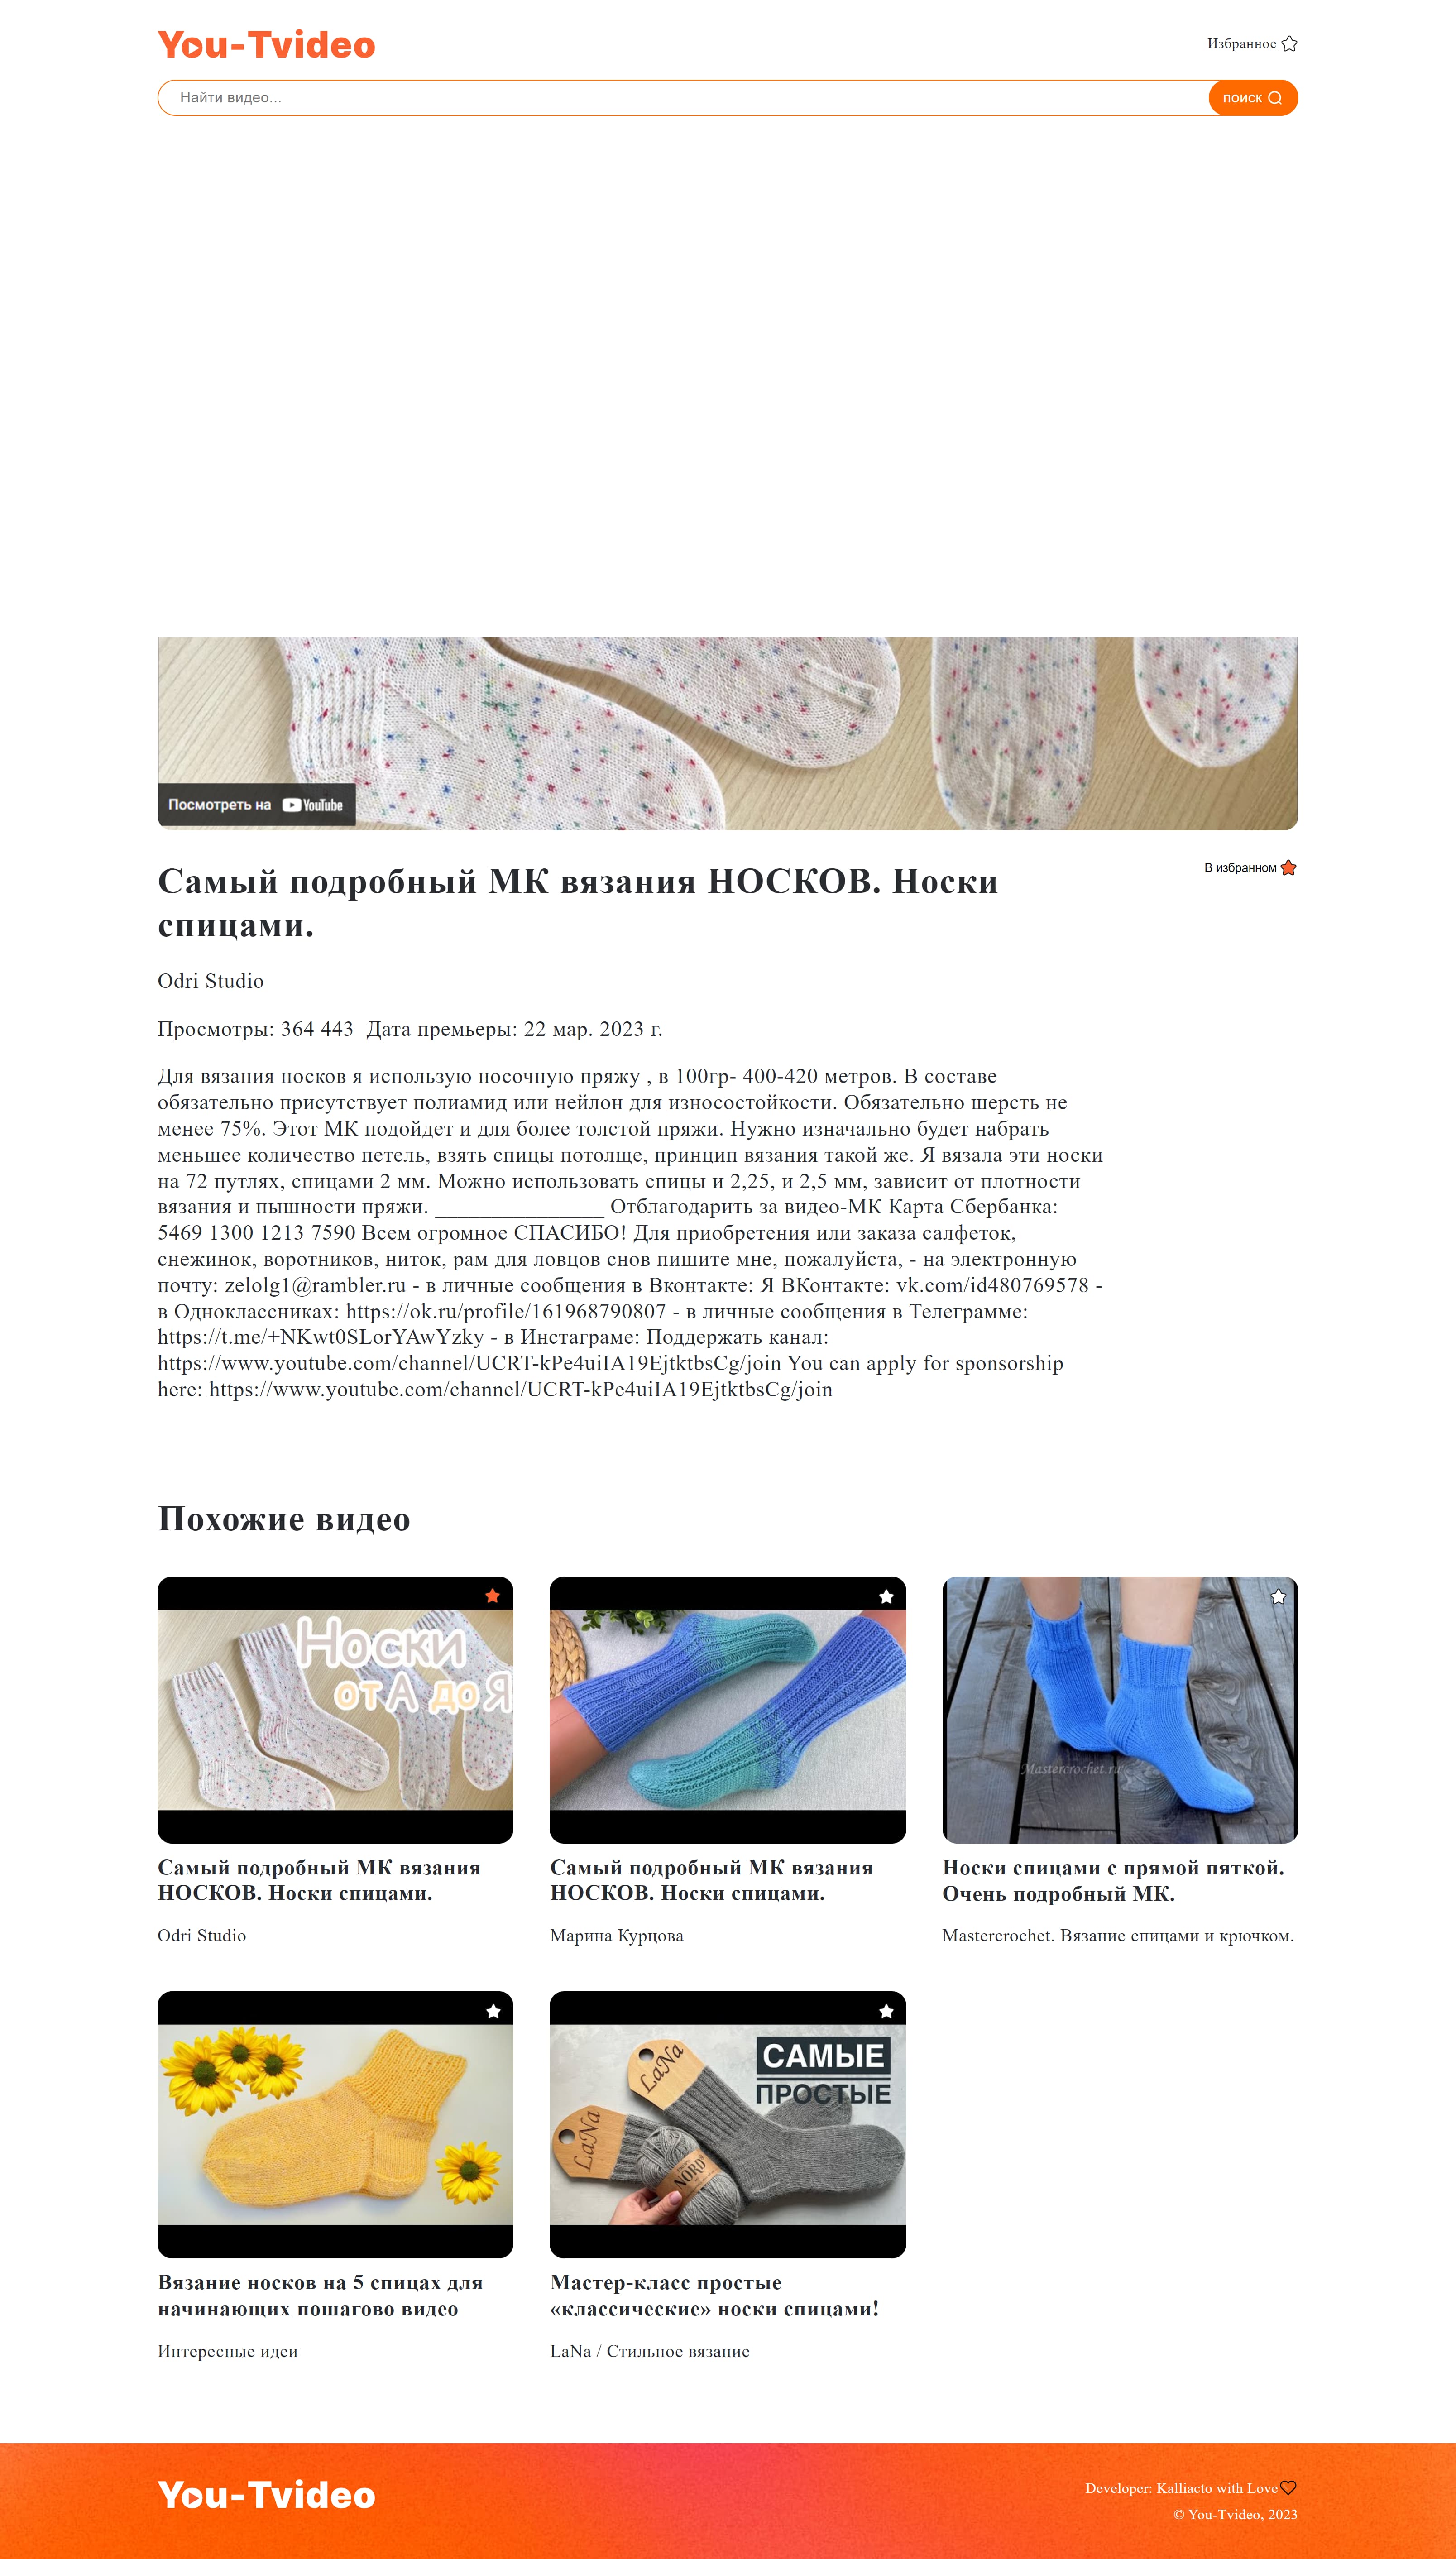 You-Tvideo
Избранное
Найти видео...
поиск
Посмотреть на YouTube
Самый подробный МК вязания НОСКОВ. Носки
спицами.
В избранном
Odri Studio
Просмотры: 364 443 Дата премьеры: 22 мар. 2023 г.
Для вязания носков я использую носочную пряжу , в 100гр- 400-420 метров. В составе
обязательно присутствует полиамид или нейлон для износостойкости. Обязательно шерсть не
менее 75%. Этот МК подойдет и для более толстой пряжи. Нужно изначально будет набрать
меньшее количество петель, взять спицы потолще, принцип вязания такой же. Я вязала эти носки
на 72 путлях, спицами 2 мм. Можно использовать спицы и 2,25, и 2,5 мм, зависит от плотности
вязания и пышности пряжи. _______________ Отблагодарить за видео-МК Карта Сбербанка:
5469 1300 1213 7590 Всем огромное СПАСИБО! Для приобретения или заказа салфеток,
снежинок, воротников, ниток, рам для ловцов снов пишите мне, пожалуйста, - на электронную
почту: zelolg1@rambler.ru - в личные сообщения в Вконтакте: Я ВКонтакте: vk.com/id480769578 -
в Одноклассниках: https://ok.ru/profile/161968790807 - в личные сообщения в Телеграмме:
https://t.me/+NKwt0SLorYAwYzky - в Инстаграме: Поддержать канал:
https://www.youtube.com/channel/UCRT-kPe4uiIA19EjtktbsCg/join You can apply for sponsorship
here: https://www.youtube.com/channel/UCRT-kPe4uiIA19EjtktbsCg/join
Похожие видео
Носки
от А до Я
Mastercrochet.ru
Самый подробный МК вязания
НОСКОВ. Носки спицами.
Odri Studio
Самый подробный МК вязания
НОСКОВ. Носки спицами.
Марина Курцова
Носки спицами с прямой пяткой.
Очень подробный МК.
Mastercrochet. Вязание спицами и крючком.
LaNa
LaNa
NORD
САМЫЕ
ПРОСТЫЕ
Вязание носков на 5 спицах для
начинающих пошагово видео
Интересные идеи
Мастер-класс простые
«классические» носки спицами!
LaNa / Стильное вязание
You-Tvideo
Developer: Kalliacto with Love
© You-Tvideo, 2023